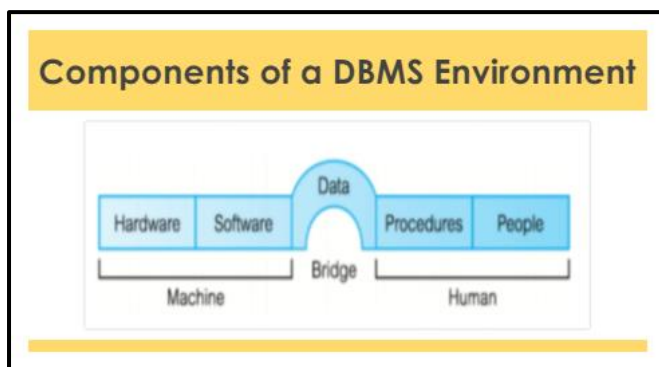 Components of a DBMS Environment
Data
Hardware Software Procedures People
Bridge
Machine Human